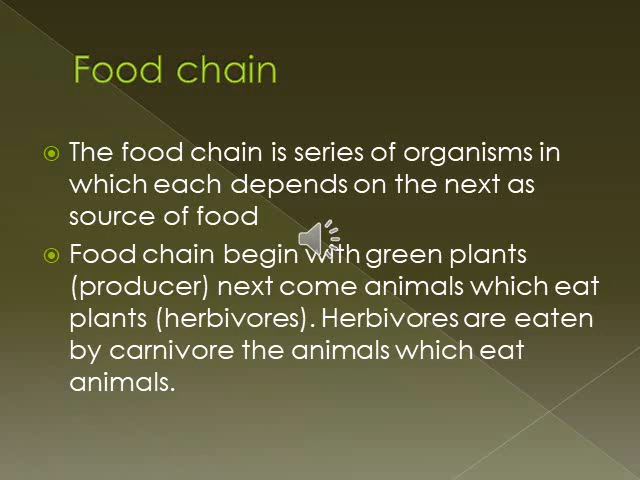 Food chain
The food chain is series of organisms in
which each depends on the next as
source of food
Food chain begin with green plants
(producer) next come animals which eat
plants (herbivores). Herbivores are eaten
by carnivore the animals which eat
animals.